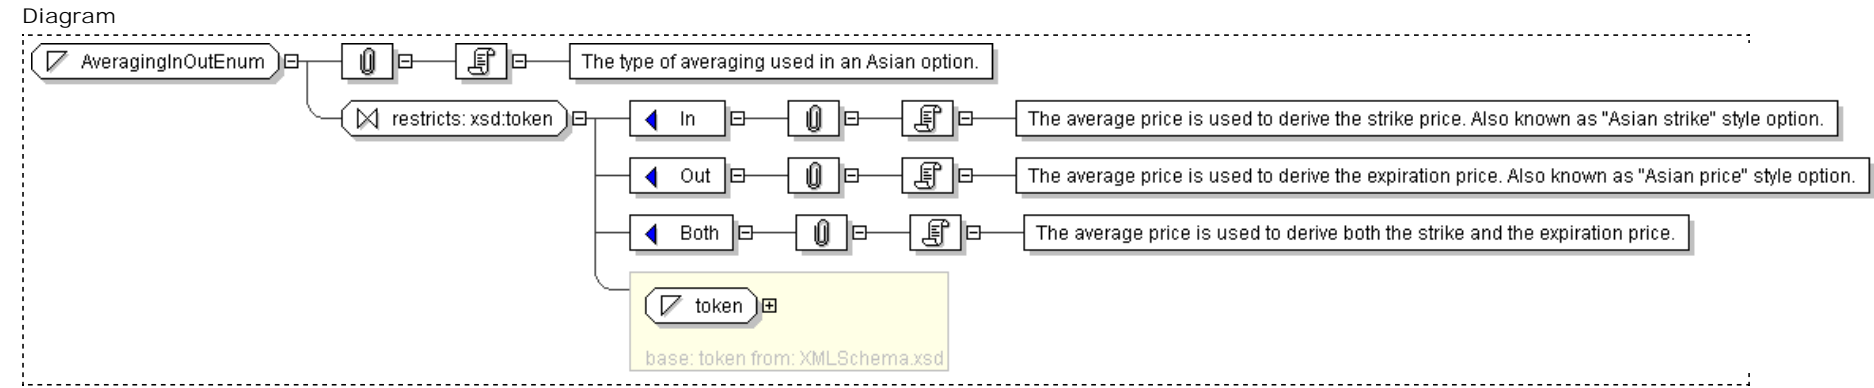 Diagram
AveragingInOutEnum The type of averaging used in an Asian option.
restricts: xsd:token In The average price is used to derive the strike price. Also known as "Asian strike" style option.
Out The average price is used to derive the expiration price. Also known as "Asian price" style option.
Both The average price is used to derive both the strike and the expiration price.
token
base: token from: XMLSchema.xsd